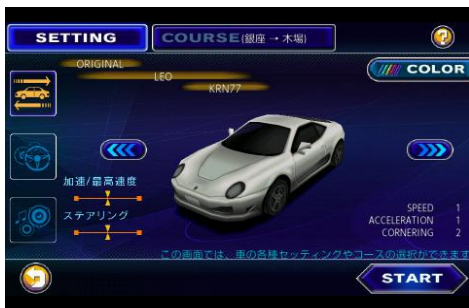 SETTING
COURSE(銀座 → 木場)
?
COLOR
ORIGINAL
LEO
KRN77
加速/最高速度
ステアリング
SPEED 1
ACCELERATION 1
CORNERING 2
この画面では、車の各種セッティングやコースの選択ができます
START